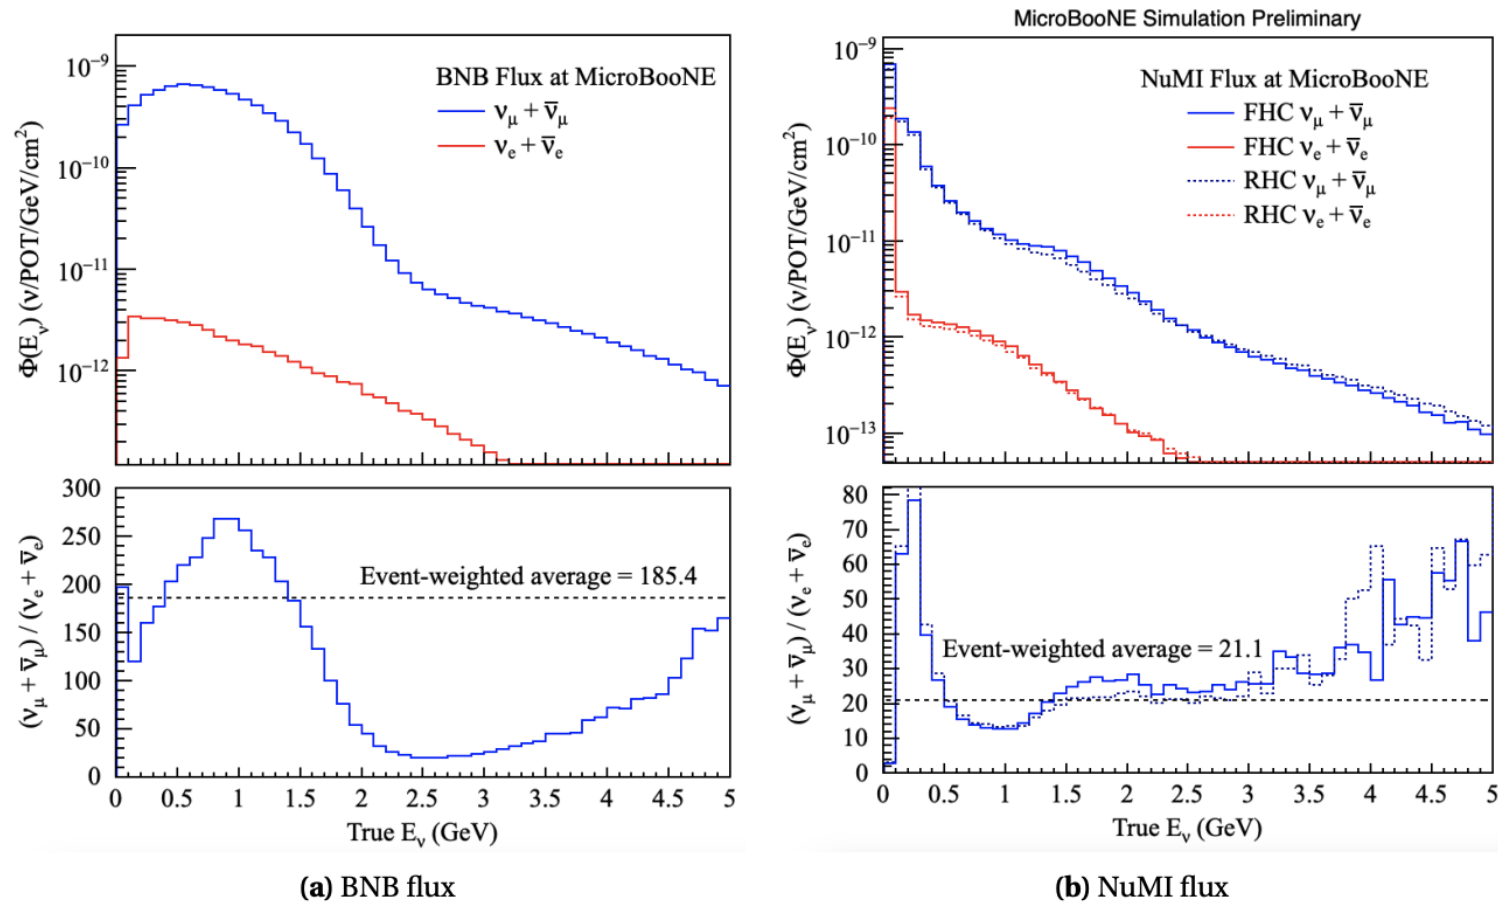 MicroBooNE Simulation Preliminary
Φ(Eν) (ν/POT/GeV/cm²)
10⁻⁹
10⁻¹⁰
10⁻¹¹
10⁻¹²
BNB Flux at MicroBooNE
νμ + ν̄μ
νe + ν̄e
(νμ + ν̄μ) / (νe + ν̄e)
300
250
200
150
100
50
0
Event-weighted average = 185.4
0 0.5 1 1.5 2 2.5 3 3.5 4 4.5 5
True Eν (GeV)
(a) BNB flux
Φ(Eν) (ν/POT/GeV/cm²)
10⁻⁹
10⁻¹⁰
10⁻¹¹
10⁻¹²
10⁻¹³
NuMI Flux at MicroBooNE
FHC νμ + ν̄μ
FHC νe + ν̄e
RHC νμ + ν̄μ
RHC νe + ν̄e
(νμ + ν̄μ) / (νe + ν̄e)
80
70
60
50
40
30
20
10
0
Event-weighted average = 21.1
0 0.5 1 1.5 2 2.5 3 3.5 4 4.5 5
True Eν (GeV)
(b) NuMI flux